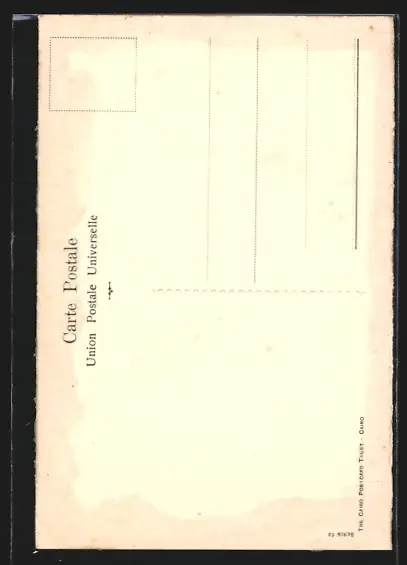 Carte Postale
Union Postale Universelle
THE CAIRO POSTCARD TRUST - CAIRO